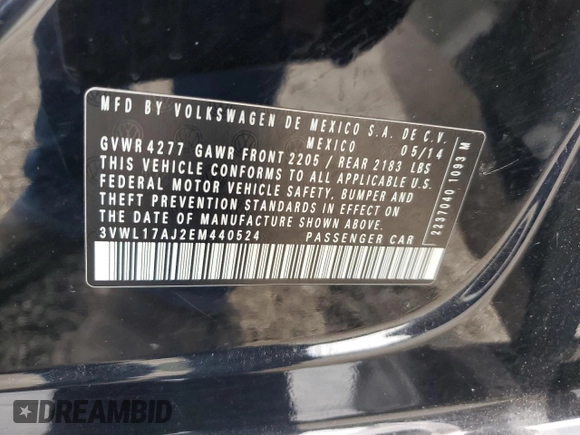 MFD BY VOLKSWAGEN DE MEXICO S.A. DE C.V.
MEXICO 05/14
GVWR 4277 GAWR FRONT 2205 / REAR 2183 LBS
THIS VEHICLE CONFORMS TO ALL APPLICABLE U.S.
FEDERAL MOTOR VEHICLE SAFETY, BUMPER AND
THEFT PREVENTION STANDARDS IN EFFECT ON
THE DATE OF MANUFACTURE SHOWN ABOVE.
3VWL17AJ2EM440524 PASSENGER CAR
2237040 1093 M
DREAMBID